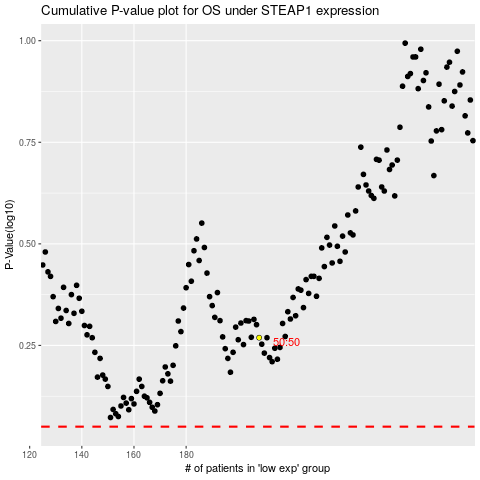 Cumulative P-value plot for OS under STEAP1 expression
P-Value(log10)
1.00
0.75
0.50
0.25
50:50
120 140 160 180
# of patients in 'low exp' group